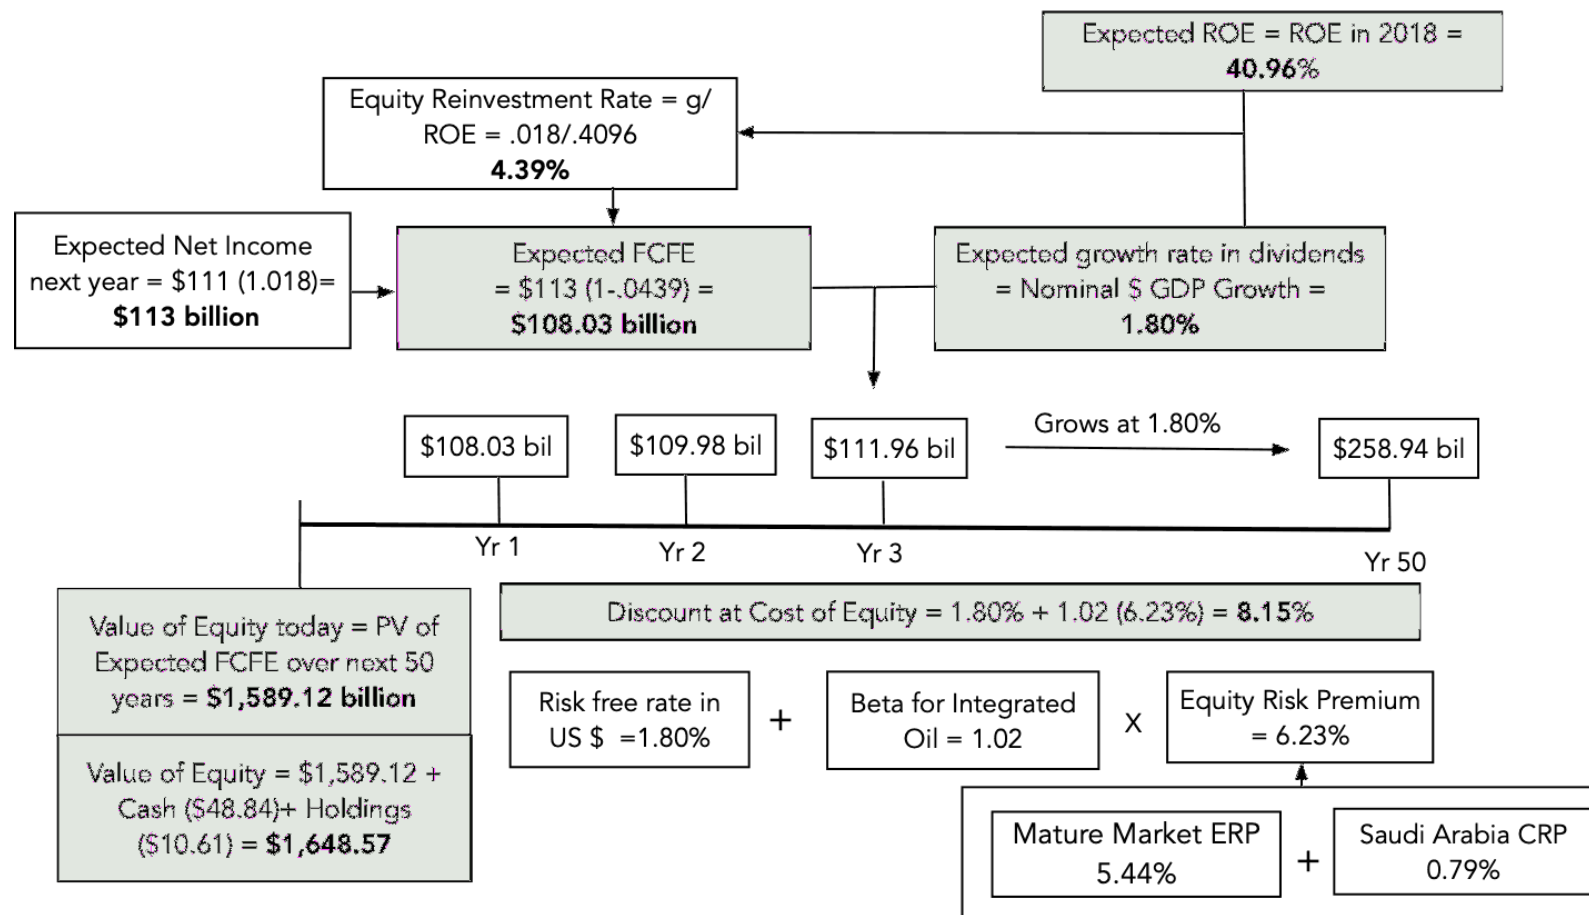 Expected ROE = ROE in 2018 =
40.96%
Equity Reinvestment Rate = g/
ROE = .018/.4096
4.39%
Expected Net Income
next year = $111 (1.018)=
$113 billion
Expected FCFE
= $113 (1-.0439) =
$108.03 billion
Expected growth rate in dividends
= Nominal $ GDP Growth =
1.80%
$108.03 bil
$109.98 bil
$111.96 bil
Grows at 1.80%
$258.94 bil
Yr 1
Yr 2
Yr 3
Yr 50
Discount at Cost of Equity = 1.80% + 1.02 (6.23%) = 8.15%
Value of Equity today = PV of
Expected FCFE over next 50
years = $1,589.12 billion
Value of Equity = $1,589.12 +
Cash ($48.84)+ Holdings
($10.61) = $1,648.57
Risk free rate in
US $ =1.80%
+
Beta for Integrated
Oil = 1.02
X
Equity Risk Premium
= 6.23%
Mature Market ERP
5.44%
+
Saudi Arabia CRP
0.79%